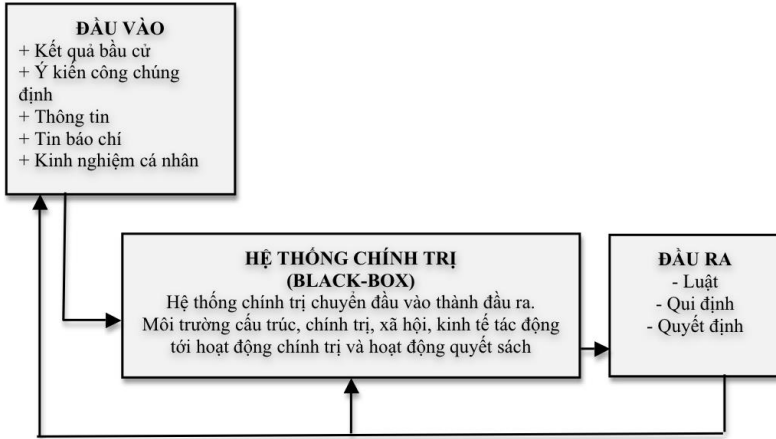 ĐẦU VÀO
+ Kết quả bầu cử
+ Ý kiến công chúng
định
+ Thông tin
+ Tin báo chí
+ Kinh nghiệm cá nhân
HỆ THỐNG CHÍNH TRỊ
(BLACK-BOX)
Hệ thống chính trị chuyển đầu vào thành đầu ra.
Môi trường cấu trúc, chính trị, xã hội, kinh tế tác động
tới hoạt động chính trị và hoạt động quyết sách
ĐẦU RA
- Luật
- Qui định
- Quyết định